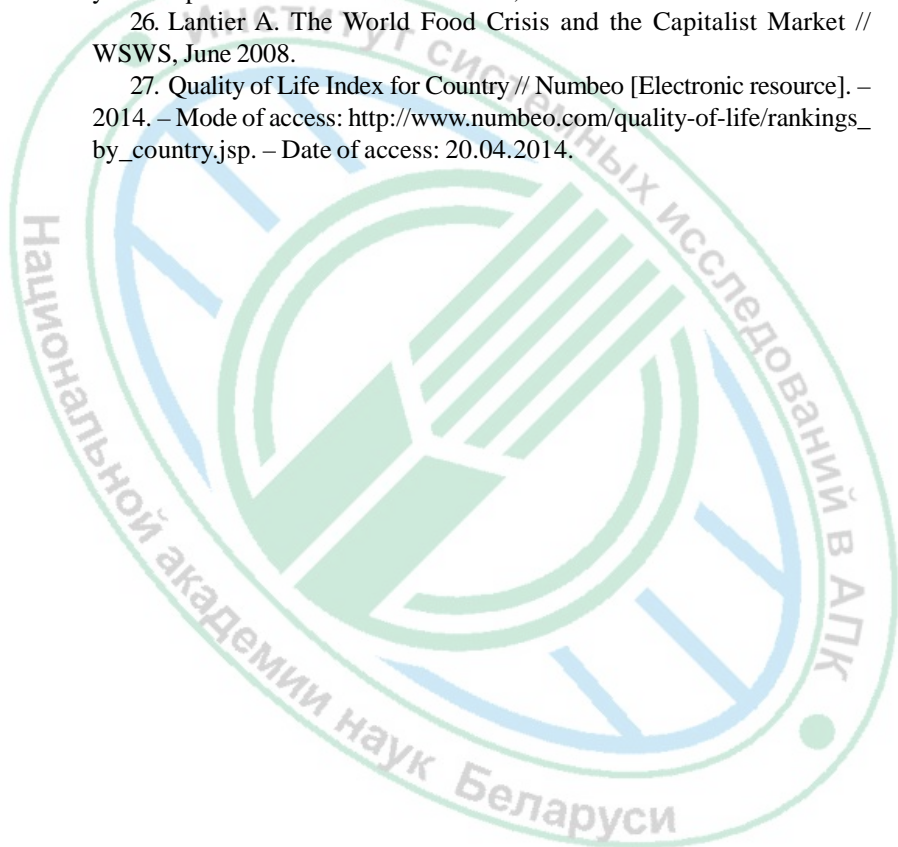 26. Lantier A. The World Food Crisis and the Capitalist Market //
WSWS, June 2008.
27. Quality of Life Index for Country // Numbeo [Electronic resource]. –
2014. – Mode of access: http://www.numbeo.com/quality-of-life/rankings_
by_country.jsp. – Date of access: 20.04.2014.
Институт системных исследований в АПК
Национальной академии наук Беларуси